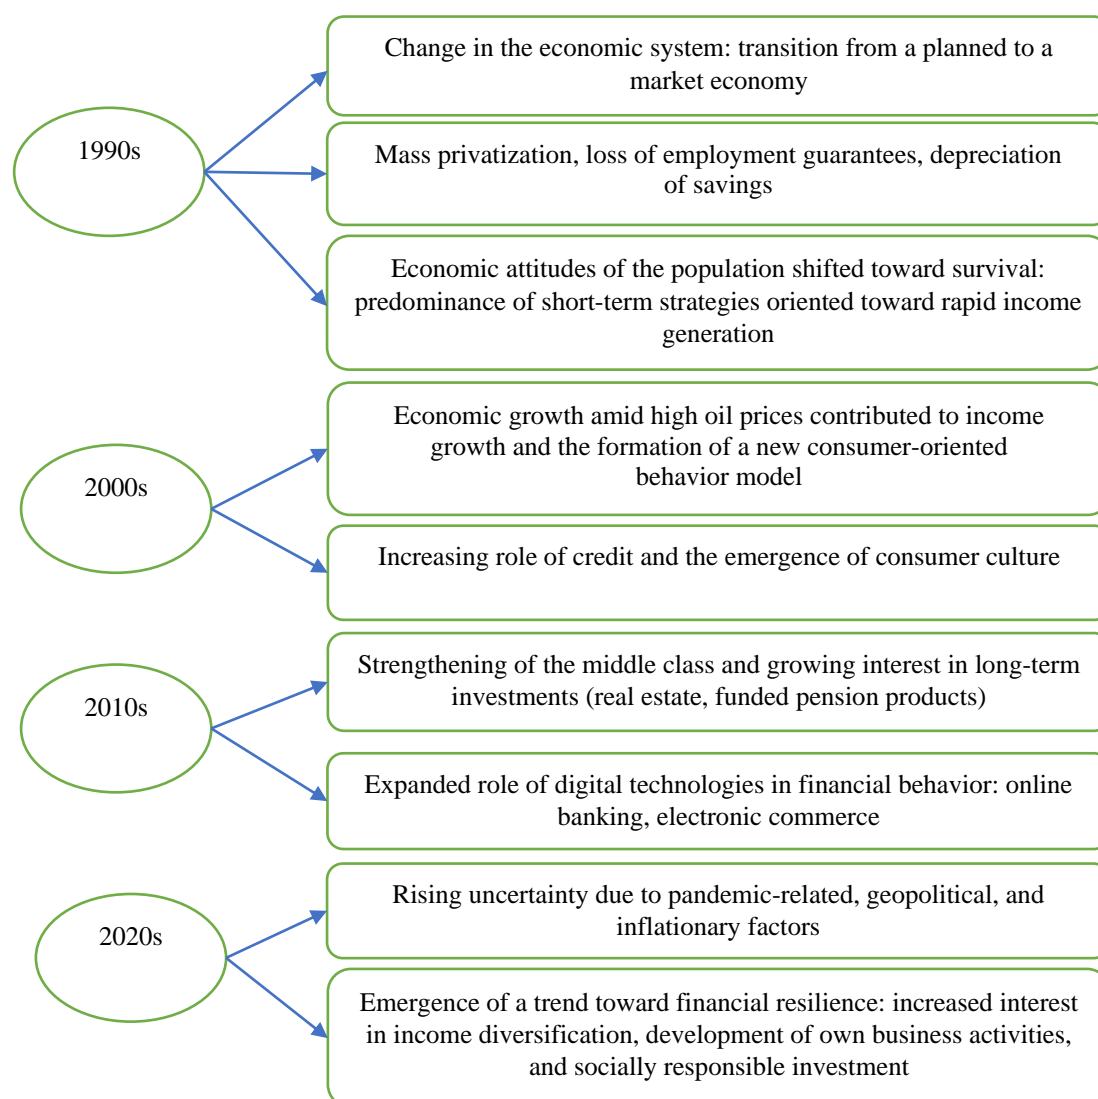 1990s
Change in the economic system: transition from a planned to a
market economy
Mass privatization, loss of employment guarantees, depreciation
of savings
Economic attitudes of the population shifted toward survival:
predominance of short-term strategies oriented toward rapid income
generation
2000s
Economic growth amid high oil prices contributed to income
growth and the formation of a new consumer-oriented
behavior model
Increasing role of credit and the emergence of consumer culture
2010s
Strengthening of the middle class and growing interest in long-term
investments (real estate, funded pension products)
Expanded role of digital technologies in financial behavior: online
banking, electronic commerce
2020s
Rising uncertainty due to pandemic-related, geopolitical, and
inflationary factors
Emergence of a trend toward financial resilience: increased interest
in income diversification, development of own business activities,
and socially responsible investment